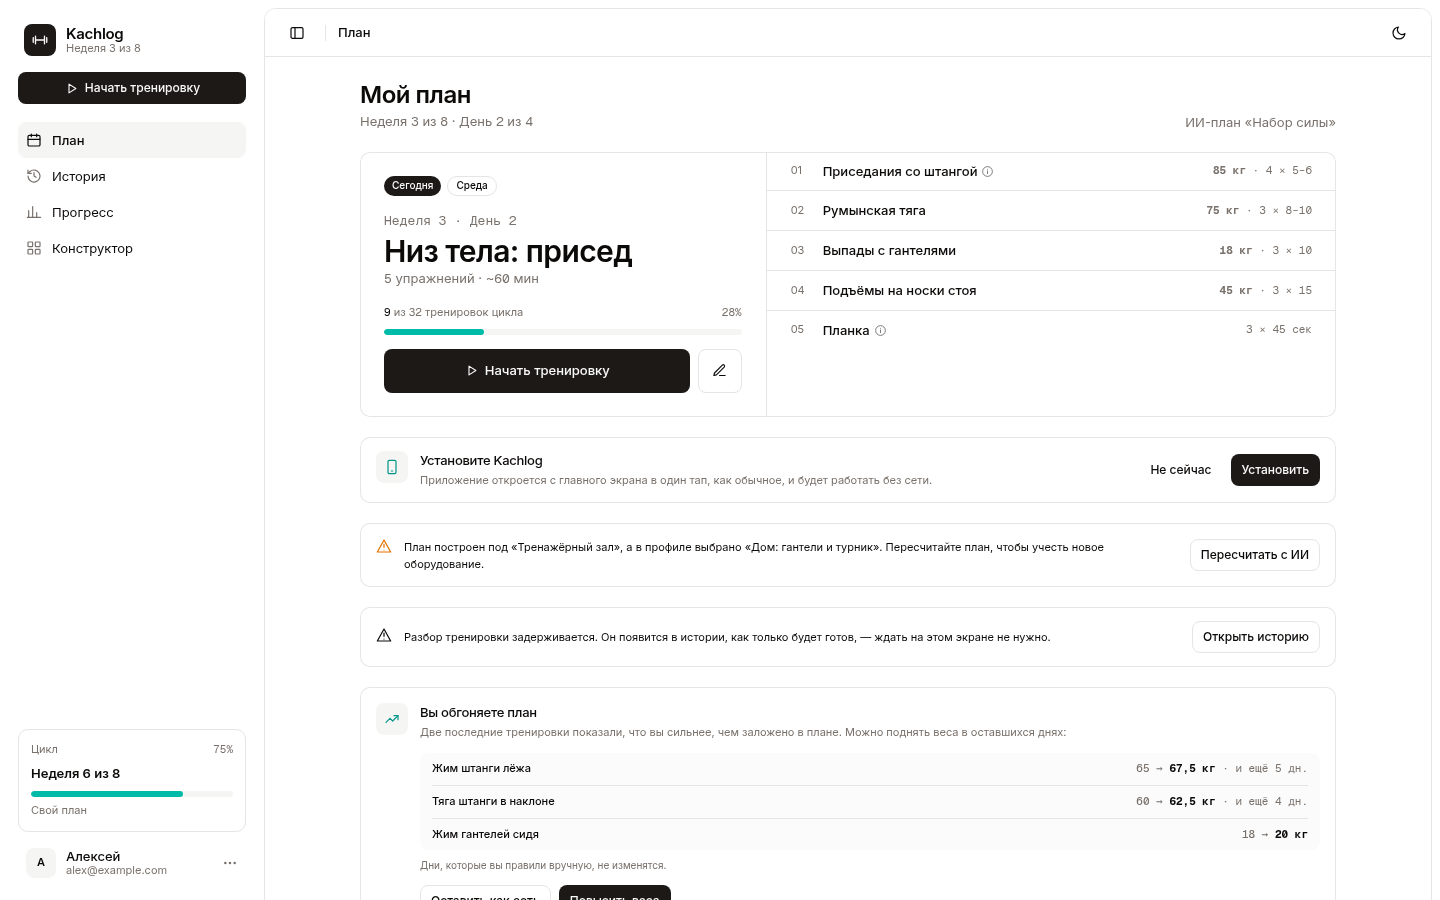 Kachlog
Неделя 3 из 8
Начать тренировку
План
История
Прогресс
Конструктор
Цикл 75%
Неделя 6 из 8
Свой план
А Алексей
alex@example.com
План
Мой план
Неделя 3 из 8 · День 2 из 4
ИИ-план «Набор силы»
Сегодня Среда
Неделя 3 · День 2
Низ тела: присед
5 упражнений · ~60 мин
9 из 32 тренировок цикла 28%
Начать тренировку
01 Приседания со штангой 85 кг · 4 × 5–6
02 Румынская тяга 75 кг · 3 × 8–10
03 Выпады с гантелями 18 кг · 3 × 10
04 Подъёмы на носки стоя 45 кг · 3 × 15
05 Планка 3 × 45 сек
Установите Kachlog
Приложение откроется с главного экрана в один тап, как обычное, и будет работать без сети.
Не сейчас Установить
План построен под «Тренажёрный зал», а в профиле выбрано «Дом: гантели и турник». Пересчитайте план, чтобы учесть новое
оборудование.
Пересчитать с ИИ
Разбор тренировки задерживается. Он появится в истории, как только будет готов, — ждать на этом экране не нужно.
Открыть историю
Вы обгоняете план
Две последние тренировки показали, что вы сильнее, чем заложено в плане. Можно поднять веса в оставшихся днях:
Жим штанги лёжа 65 → 67,5 кг · и ещё 5 дн.
Тяга штанги в наклоне 60 → 62,5 кг · и ещё 4 дн.
Жим гантелей сидя 18 → 20 кг
Дни, которые вы правили вручную, не изменятся.
Оставить как есть Повысить веса